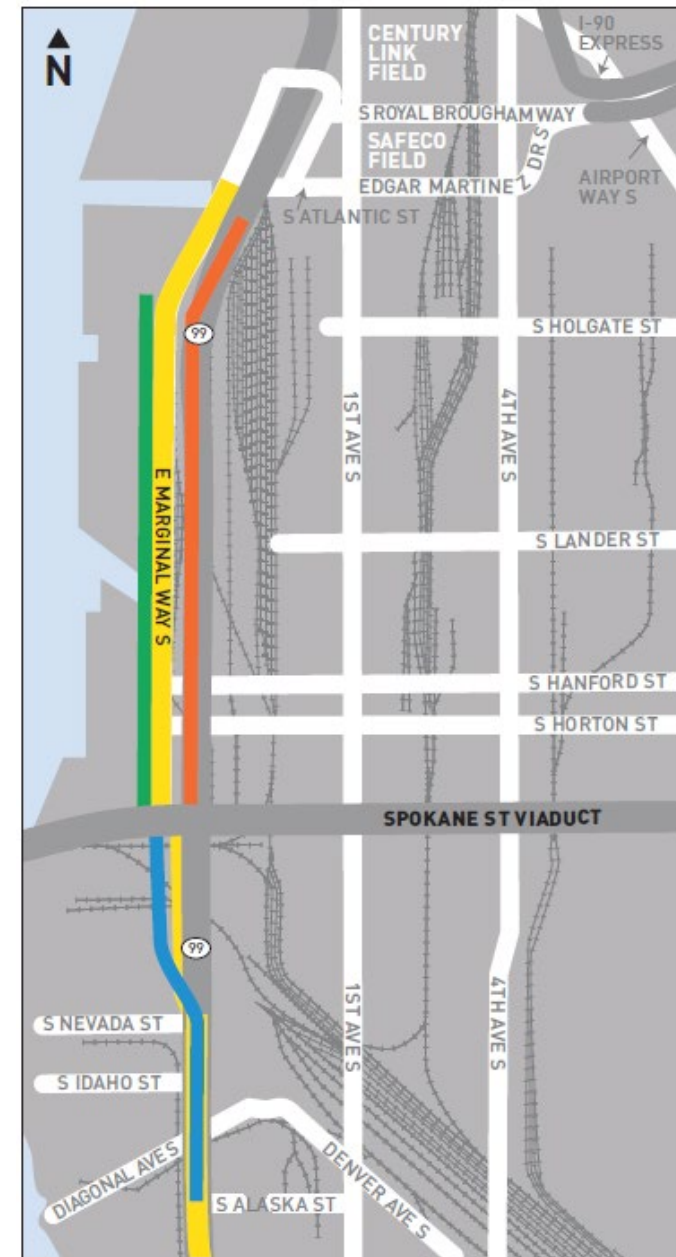 N
CENTURY
LINK
FIELD
I-90
EXPRESS
S ROYAL BROUGHAM WAY
SAFECO
FIELD
EDGAR MARTINEZ DR S
AIRPORT
WAY S
S ATLANTIC ST
99
S HOLGATE ST
1ST AVE S
4TH AVE S
E MARGINAL WAY S
S LANDER ST
S HANFORD ST
S HORTON ST
SPOKANE ST VIADUCT
99
1ST AVE S
4TH AVE S
S NEVADA ST
S IDAHO ST
DIAGONAL AVE S
DENVER AVE S
S ALASKA ST